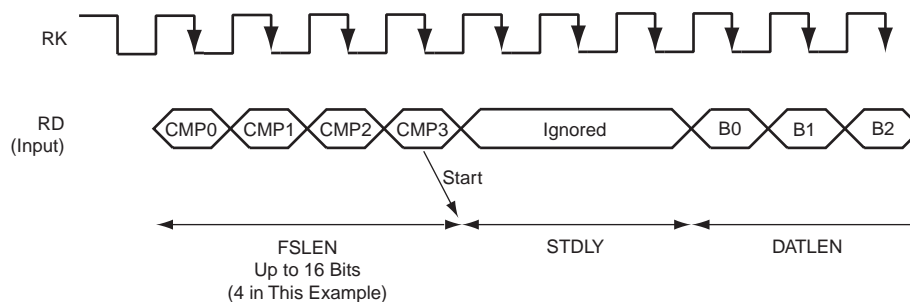 RK
RD
(Input)
CMP0 CMP1 CMP2 CMP3 Ignored B0 B1 B2
Start
FSLEN
Up to 16 Bits
(4 in This Example)
STDLY
DATLEN